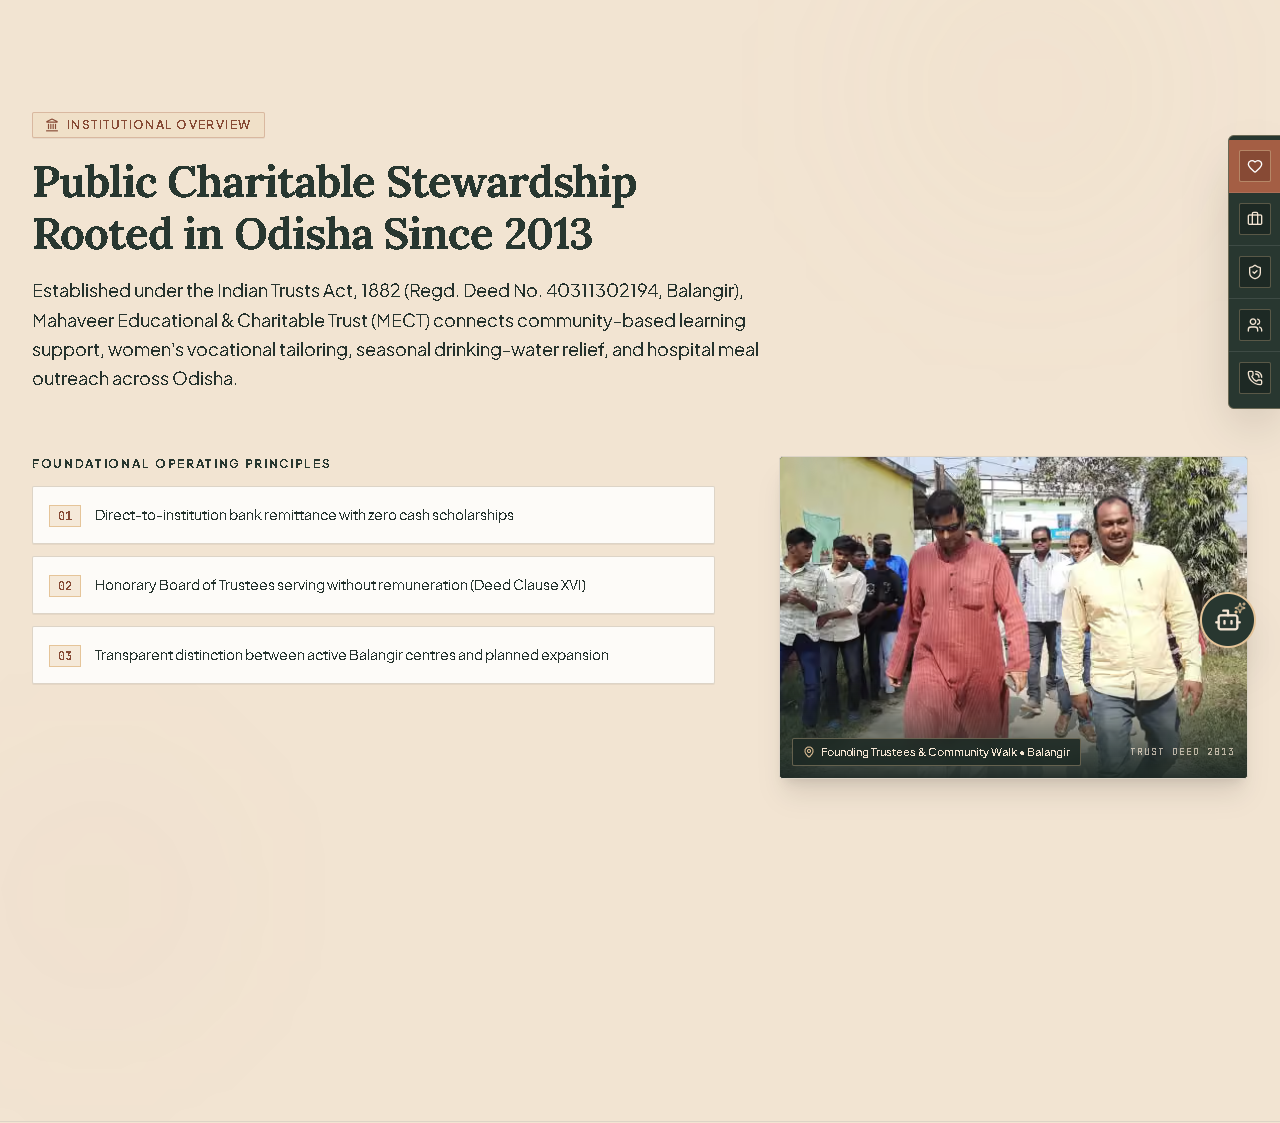 INSTITUTIONAL OVERVIEW
Public Charitable Stewardship
Rooted in Odisha Since 2013
Established under the Indian Trusts Act, 1882 (Regd. Deed No. 40311302194, Balangir),
Mahaveer Educational & Charitable Trust (MECT) connects community-based learning
support, women's vocational tailoring, seasonal drinking-water relief, and hospital meal
outreach across Odisha.
FOUNDATIONAL OPERATING PRINCIPLES
01 Direct-to-institution bank remittance with zero cash scholarships
02 Honorary Board of Trustees serving without remuneration (Deed Clause XVI)
03 Transparent distinction between active Balangir centres and planned expansion
Founding Trustees & Community Walk • Balangir
TRUST DEED 2013